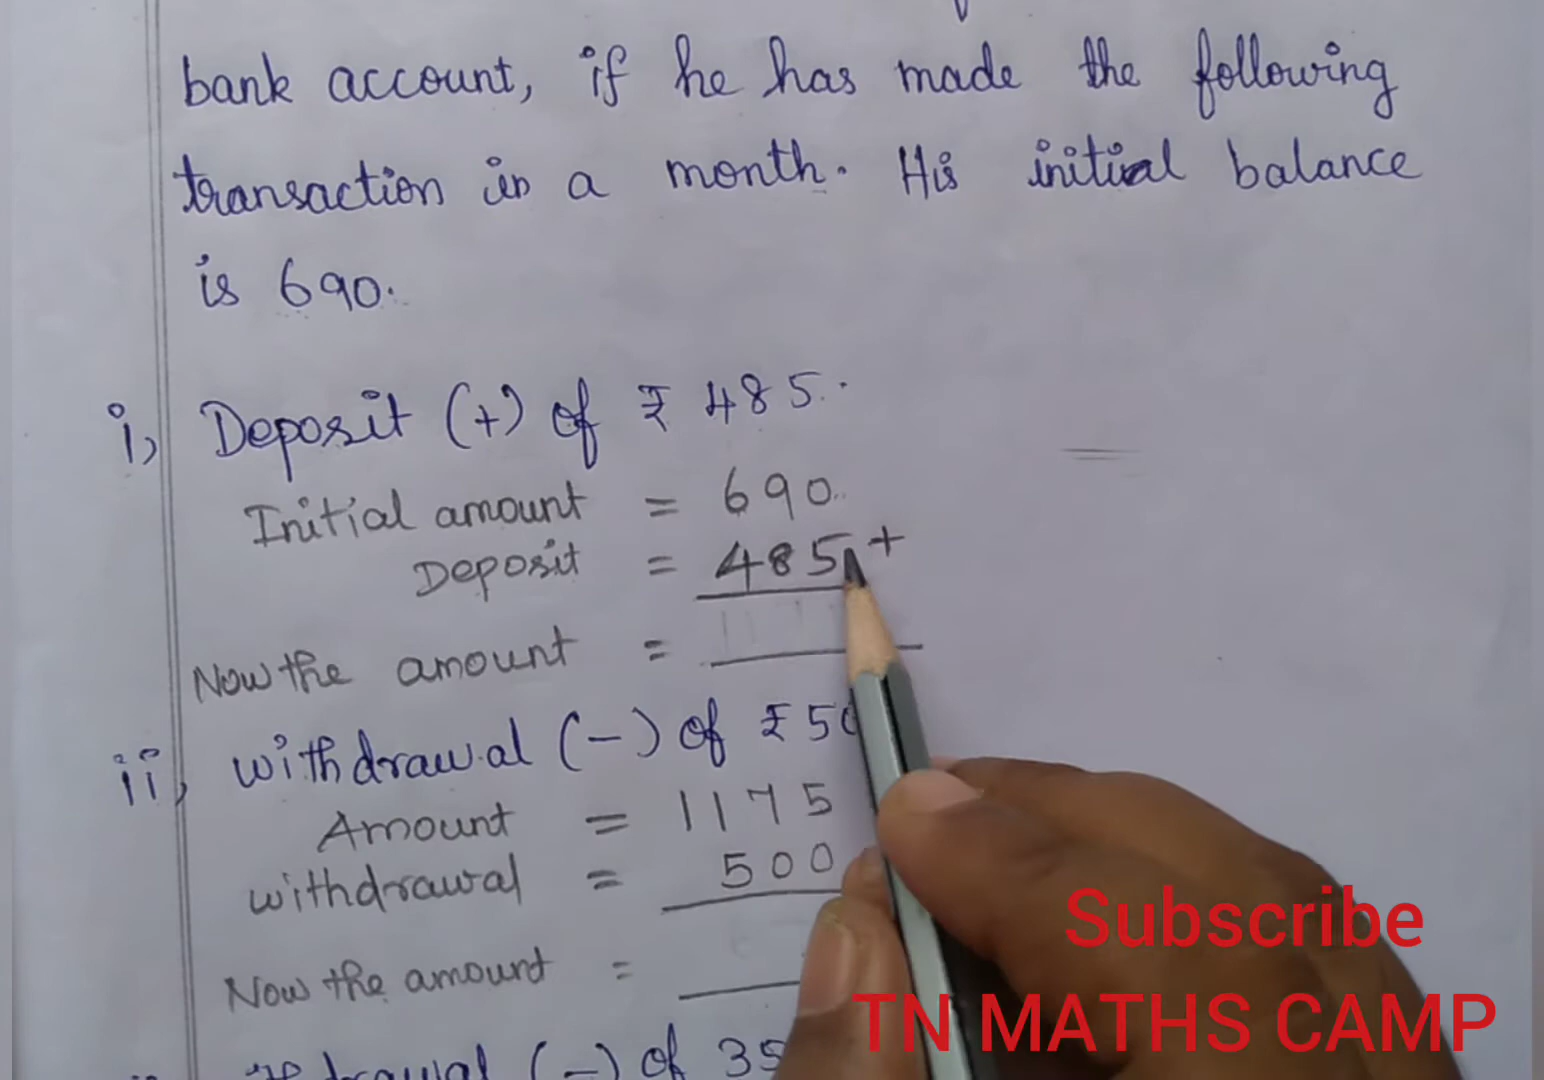 bank account, if he has made the following
transaction in a month. His initial balance
is 690.
i, Deposit (+) of ₹ 485.
Initial amount = 690.
Deposit = 485 +
Now the amount =
ii, withdrawal (-) of ₹ 50
Amount = 1175
withdrawal = 500
Now the amount =
(-) of 35
Subscribe
TN MATHS CAMP